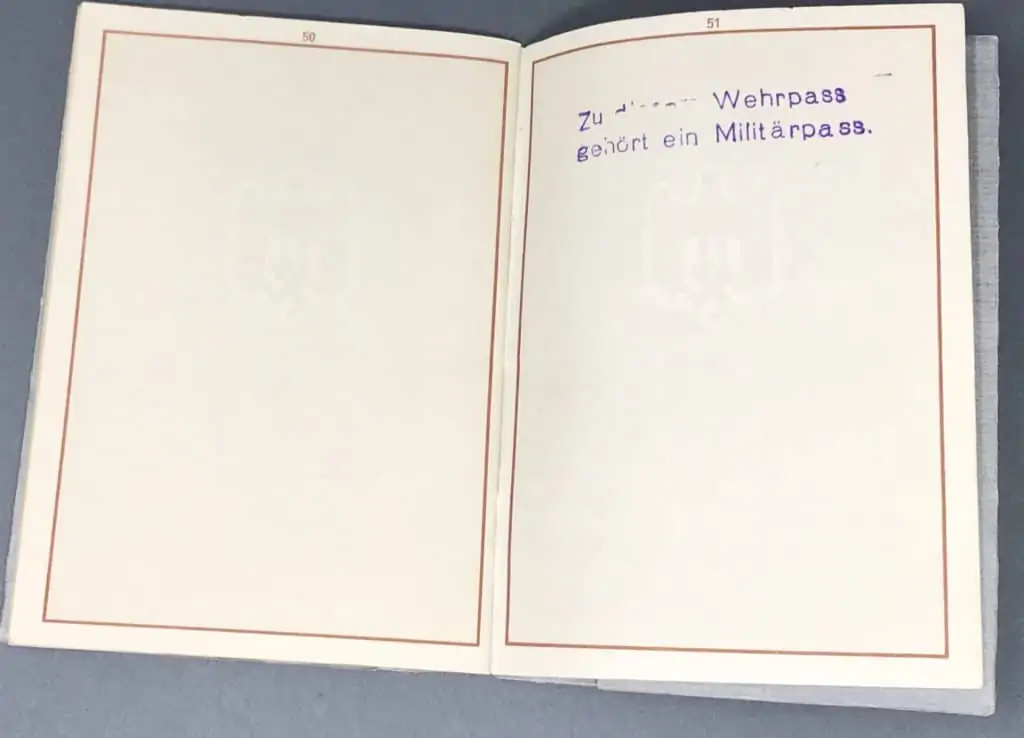 50
51
Zu Wehrpass
gehört ein Militärpass.